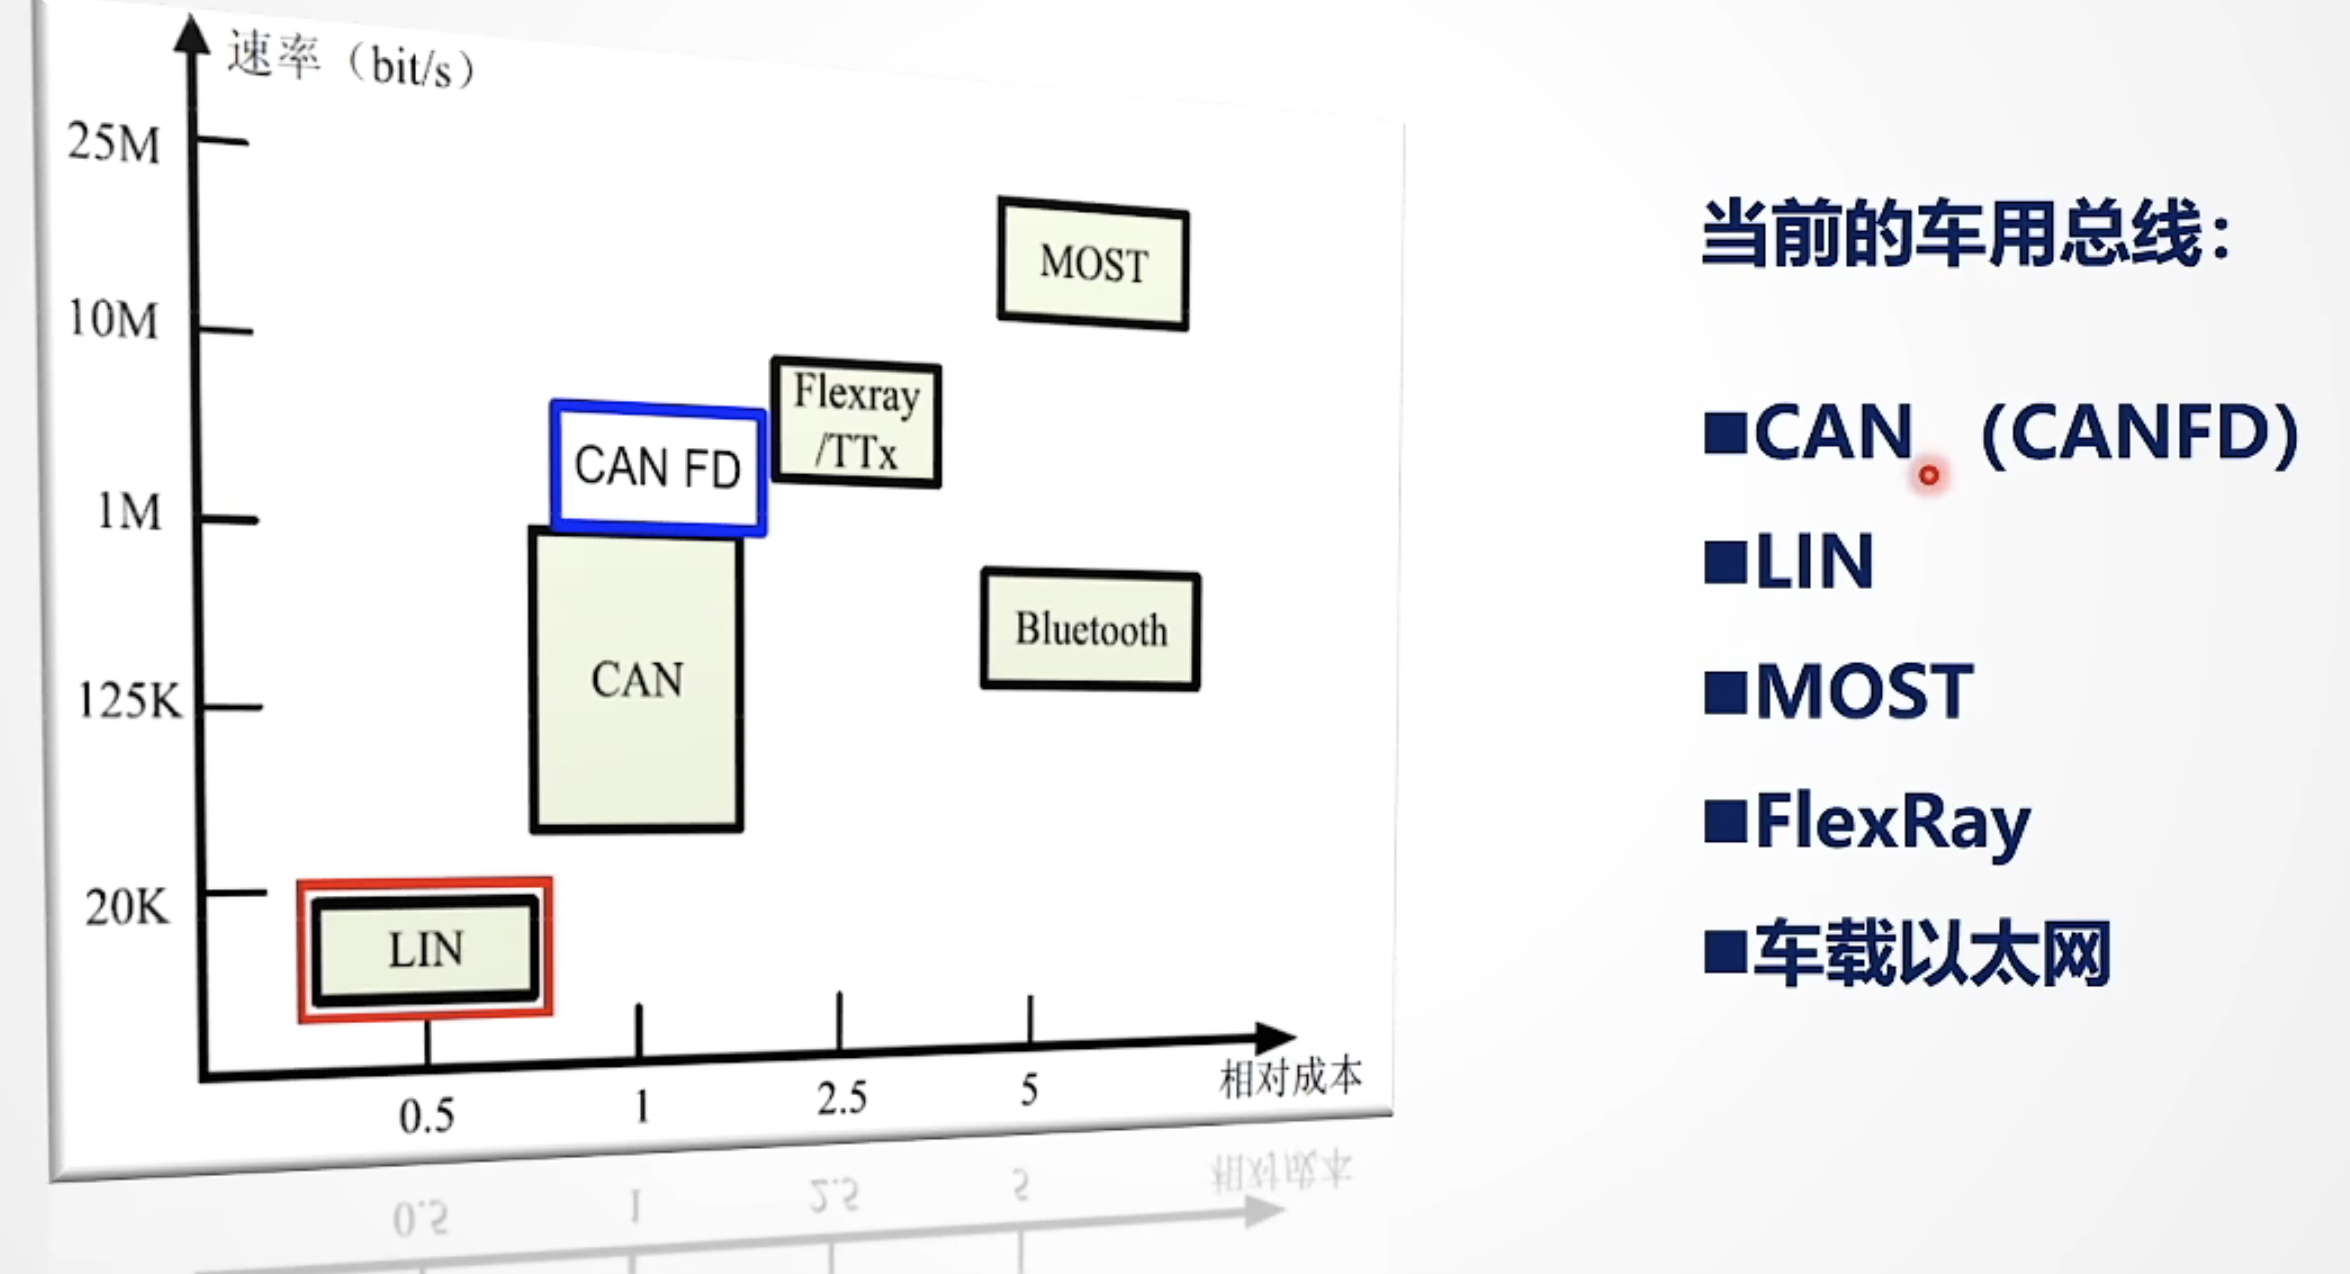 速率（bit/s）
25M
10M
1M
125K
20K
MOST
Flexray
/TTx
CAN FD
CAN
Bluetooth
LIN
0.5
1
2.5
5
相对成本
当前的车用总线：
■CAN （CANFD）
■LIN
■MOST
■FlexRay
■车载以太网